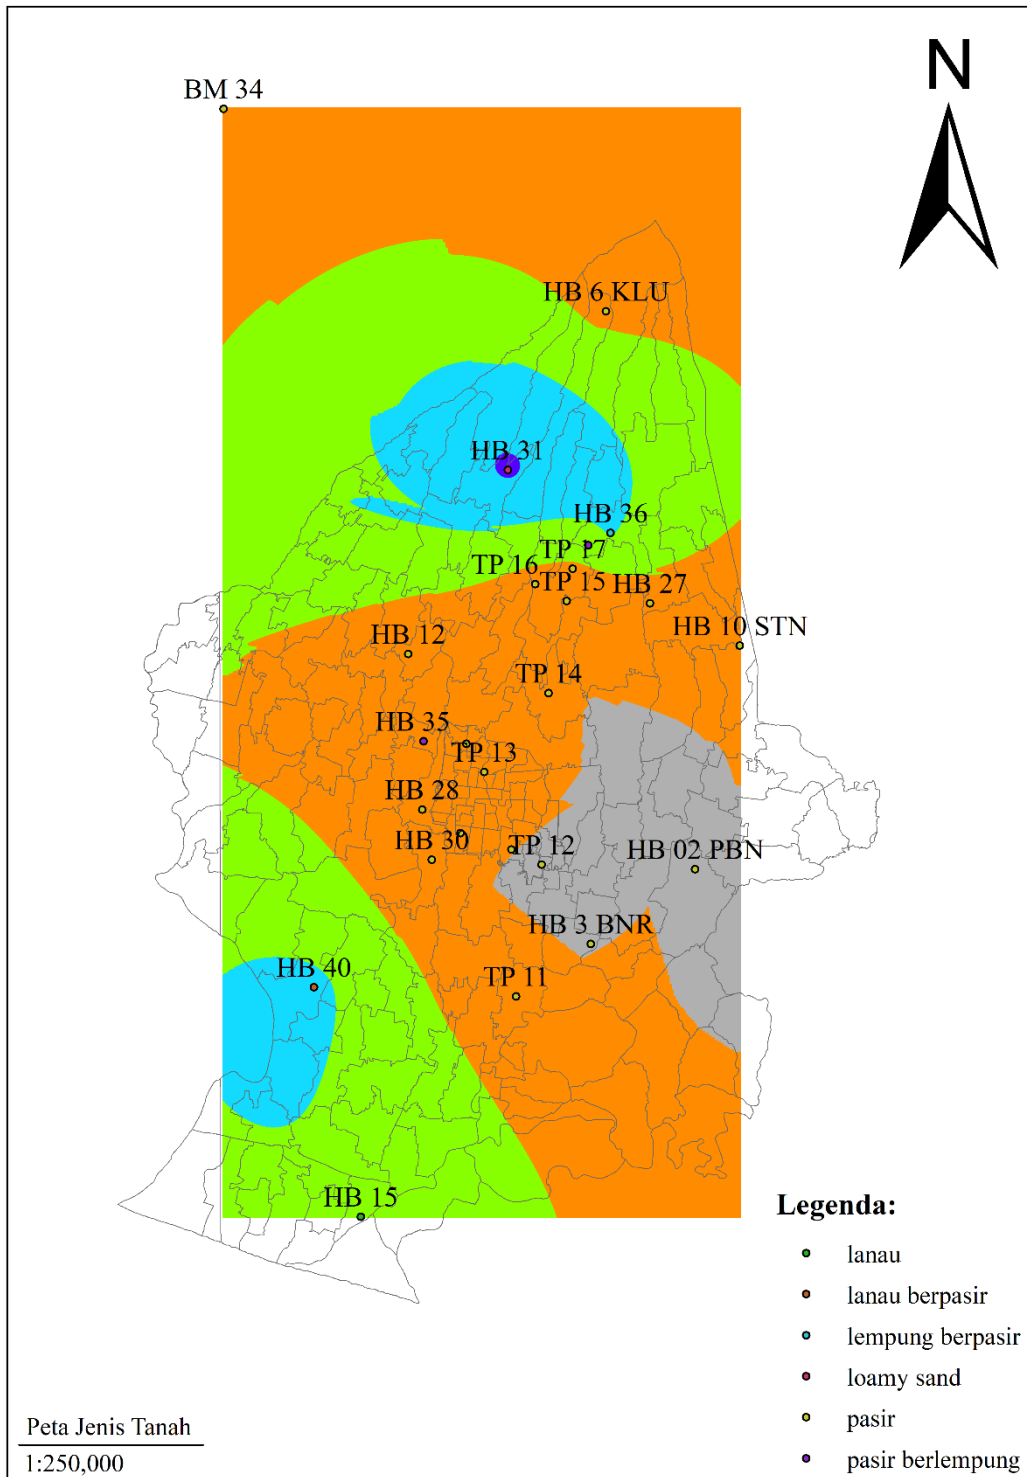 N
BM 34
HB 6 KLU
HB 31
HB 36
TP 17
TP 16
TP 15
HB 27
HB 10 STN
HB 12
TP 14
HB 35
TP 13
HB 28
HB 30
TP 12
HB 02 PBN
HB 3 BNR
HB 40
TP 11
HB 15
Legenda:
lanau
lanau berpasir
lempung berpasir
loamy sand
pasir
pasir berlempung
Peta Jenis Tanah
1:250,000